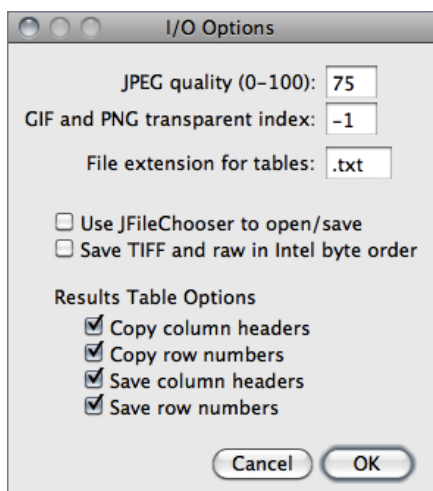 I/O Options
JPEG quality (0–100): 75
GIF and PNG transparent index: -1
File extension for tables: .txt
Use JFileChooser to open/save
Save TIFF and raw in Intel byte order
Results Table Options
Copy column headers
Copy row numbers
Save column headers
Save row numbers
Cancel OK